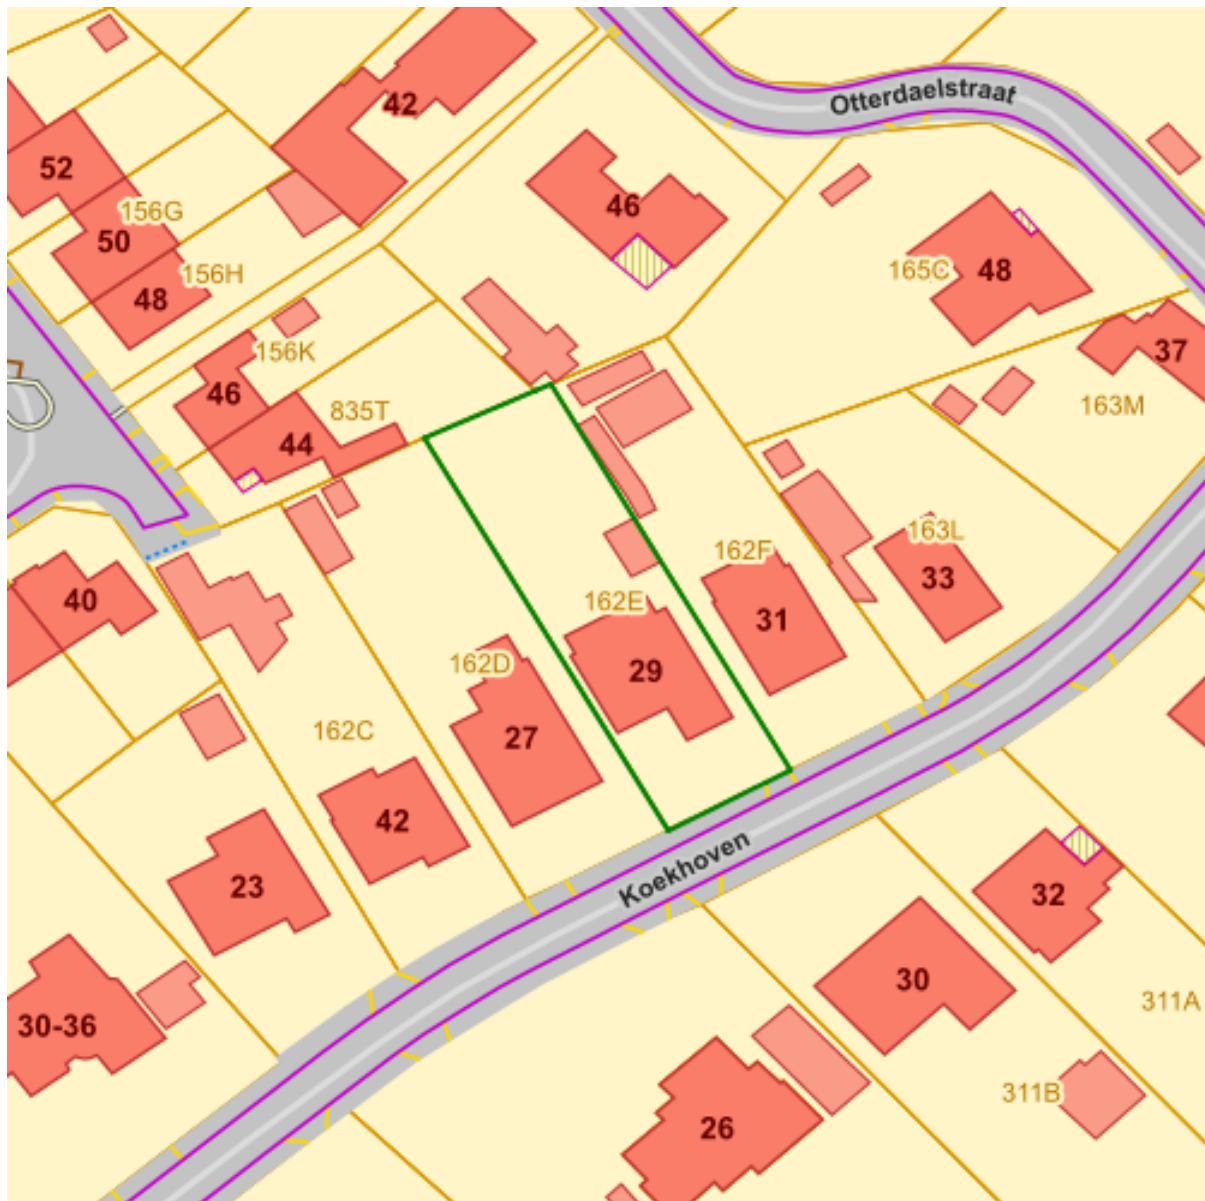 Otterdaelstraat
42
52
156G
46
50
156H
165C
48
48
156K
37
46
835T
163M
44
162F
163L
33
40
162E
31
162D
29
162C
27
42
Koekhoven
23
32
30
30-36
311A
311B
26